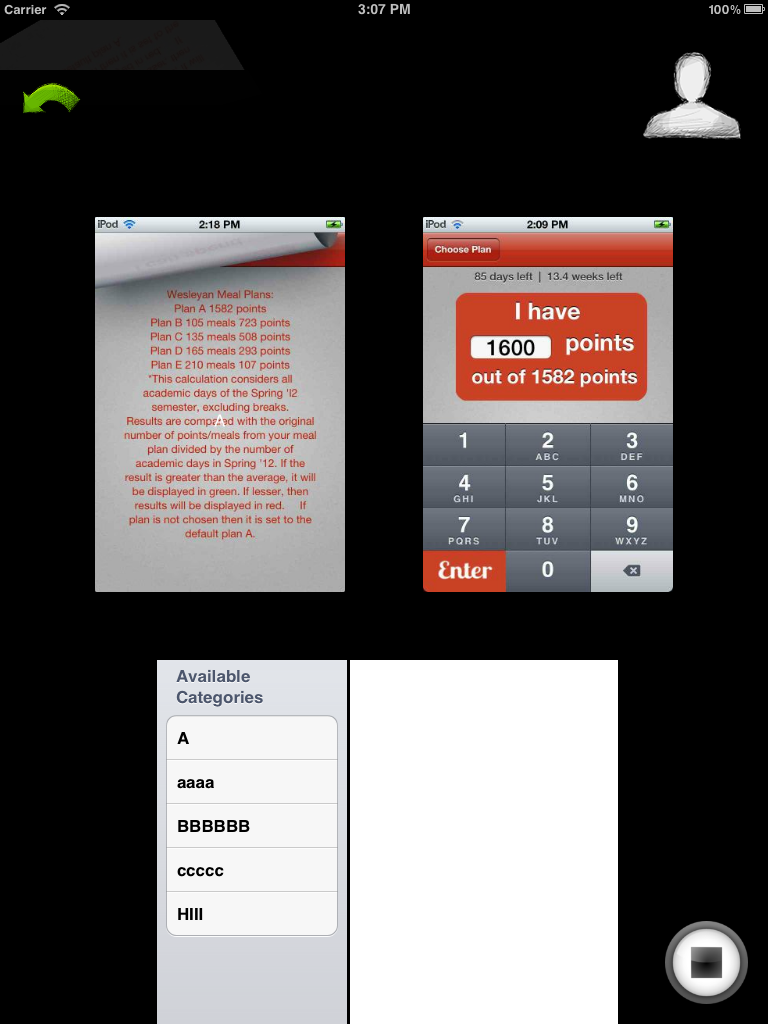 Carrier 3:07 PM 100%
iPod 2:18 PM
Wesleyan Meal Plans:
Plan A 1582 points
Plan B 105 meals 723 points
Plan C 135 meals 508 points
Plan D 165 meals 293 points
Plan E 210 meals 107 points
*This calculation considers all
academic days of the Spring '12
semester, excluding breaks.
Results are compared with the original
number of points/meals from your meal
plan divided by the number of
academic days in Spring '12. If the
result is greater than the average, it will
be displayed in green. If lesser, then
results will be displayed in red. If
plan is not chosen then it is set to the
default plan A.
A
iPod 2:09 PM
Choose Plan
85 days left | 13.4 weeks left
I have
1600 points
out of 1582 points
1 2 3
ABC DEF
4 5 6
GHI JKL MNO
7 8 9
PQRS TUV WXYZ
Enter 0
Available
Categories
A
aaaa
BBBBBB
ccccc
HIII